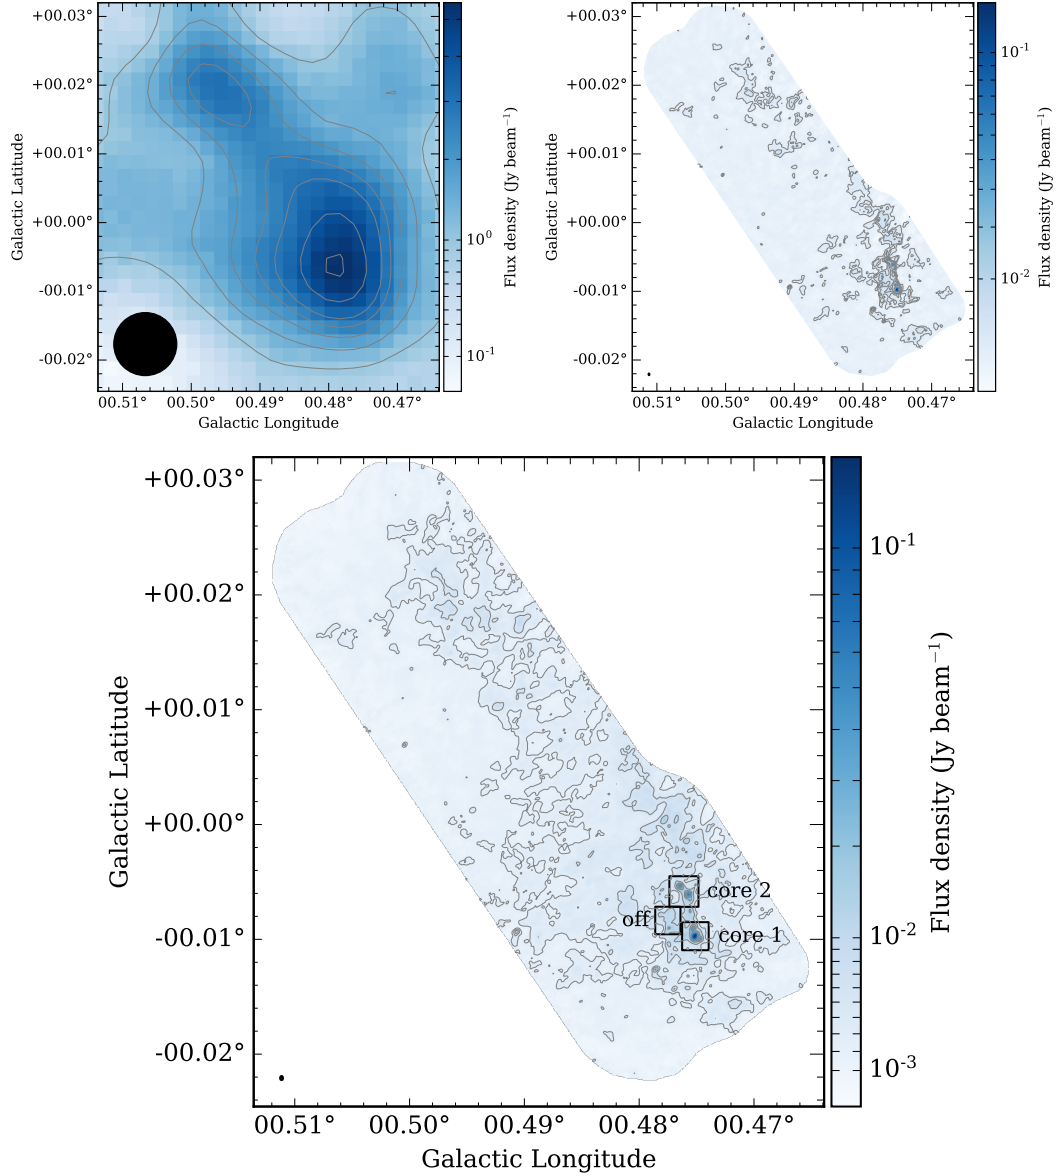 +00.03°
+00.02°
+00.01°
+00.00°
-00.01°
-00.02°
Galactic Latitude
00.51° 00.50° 00.49° 00.48° 00.47°
Galactic Longitude
10⁰
10⁻¹
Flux density (Jy beam⁻¹)
+00.03°
+00.02°
+00.01°
+00.00°
-00.01°
-00.02°
Galactic Latitude
00.51° 00.50° 00.49° 00.48° 00.47°
Galactic Longitude
10⁻¹
10⁻²
Flux density (Jy beam⁻¹)
+00.03°
+00.02°
+00.01°
+00.00°
-00.01°
-00.02°
Galactic Latitude
core 2
off
core 1
00.51° 00.50° 00.49° 00.48° 00.47°
Galactic Longitude
10⁻¹
10⁻²
10⁻³
Flux density (Jy beam⁻¹)